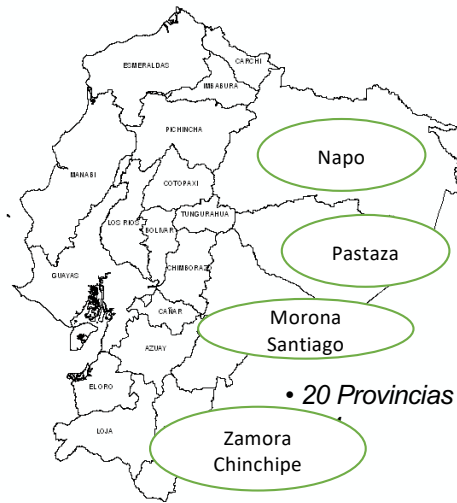 CARCHI
ESMERALDAS
IMBABURA
PICHINCHA
Napo
MANABI
COTOPAXI
TUNGURAHUA
LOS RIOS
BOLIVAR
Pastaza
CHIMBORAZ
GUAYAS
CAÑAR
Morona
Santiago
AZUAY
EL ORO
• 20 Provincias
LOJA
Zamora
Chinchipe